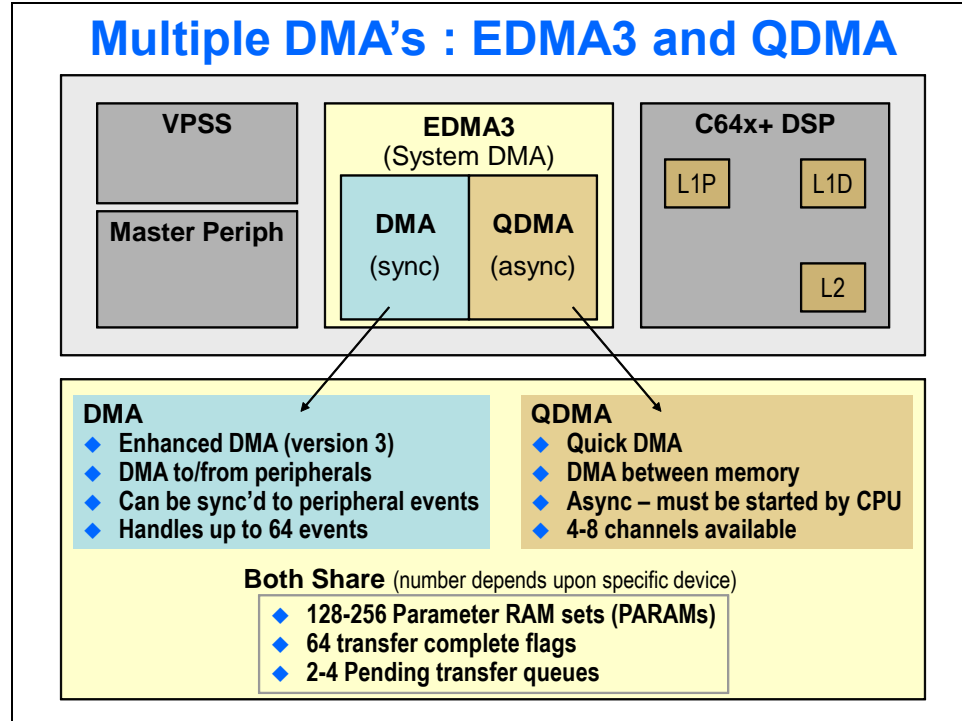 Multiple DMA's : EDMA3 and QDMA
VPSS
Master Periph
EDMA3
(System DMA)
DMA
(sync)
QDMA
(async)
C64x+ DSP
L1P
L1D
L2
DMA
◆ Enhanced DMA (version 3)
◆ DMA to/from peripherals
◆ Can be sync'd to peripheral events
◆ Handles up to 64 events
QDMA
◆ Quick DMA
◆ DMA between memory
◆ Async – must be started by CPU
◆ 4-8 channels available
Both Share (number depends upon specific device)
◆ 128-256 Parameter RAM sets (PARAMs)
◆ 64 transfer complete flags
◆ 2-4 Pending transfer queues